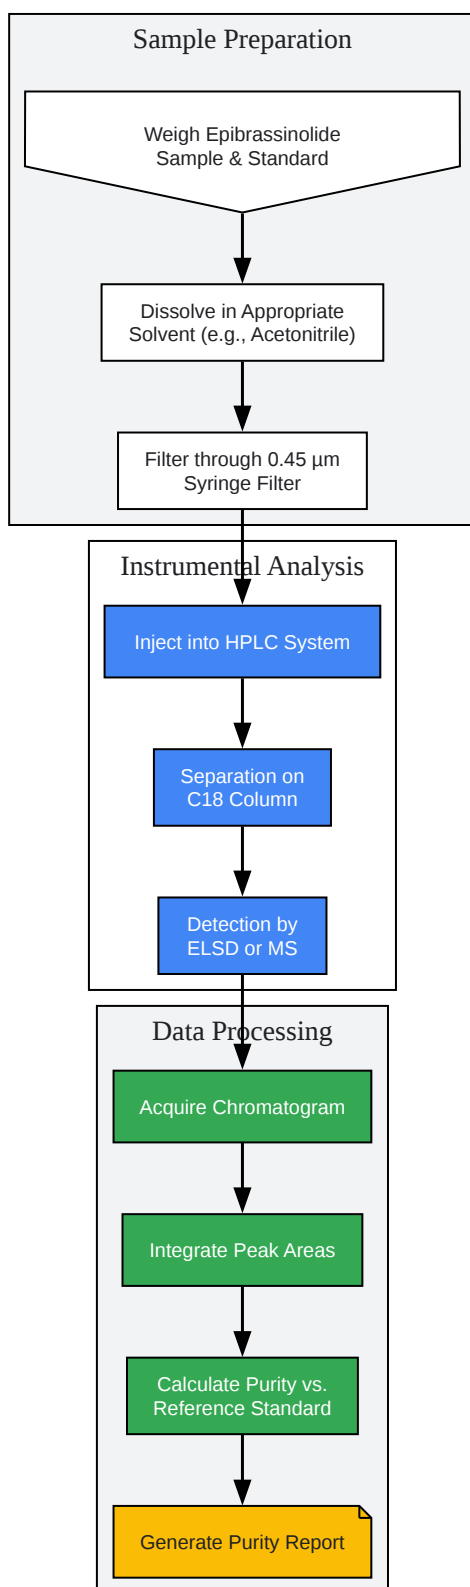 Sample Preparation
Weigh Epibrassinolide
Sample & Standard
Dissolve in Appropriate
Solvent (e.g., Acetonitrile)
Filter through 0.45 µm
Syringe Filter
Instrumental Analysis
Inject into HPLC System
Separation on
C18 Column
Detection by
ELSD or MS
Data Processing
Acquire Chromatogram
Integrate Peak Areas
Calculate Purity vs.
Reference Standard
Generate Purity Report